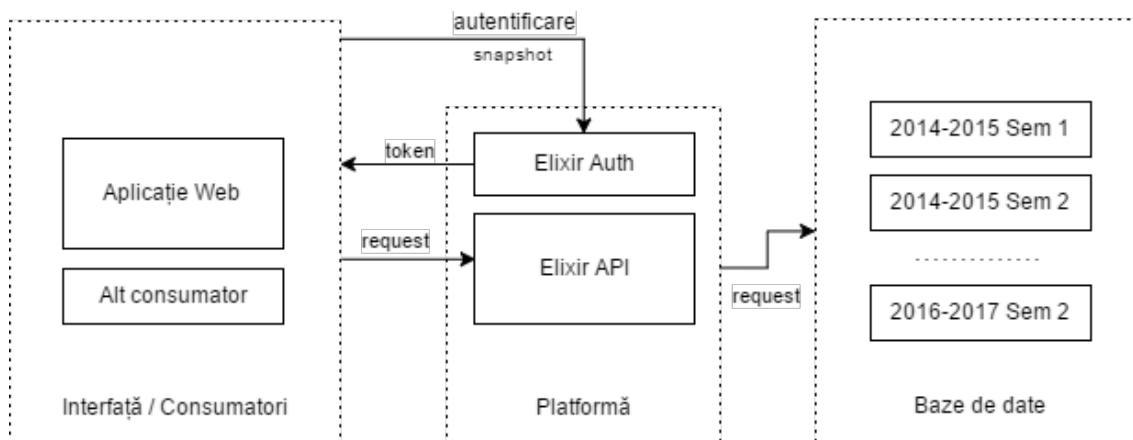 autentificare
snapshot
Aplicație Web
Alt consumator
Interfață / Consumatori
token
request
Elixir Auth
Elixir API
Platformă
request
2014-2015 Sem 1
2014-2015 Sem 2
2016-2017 Sem 2
Baze de date